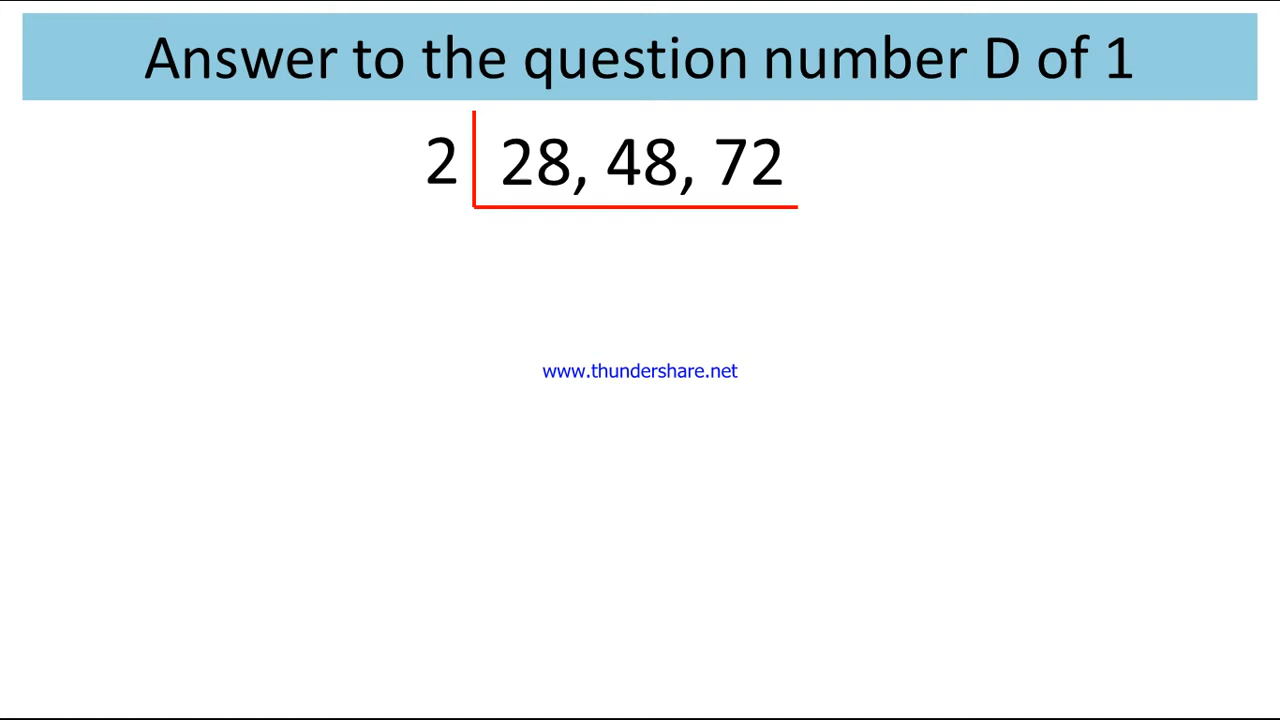 Answer to the question number D of 1
2 28, 48, 72
www.thundershare.net